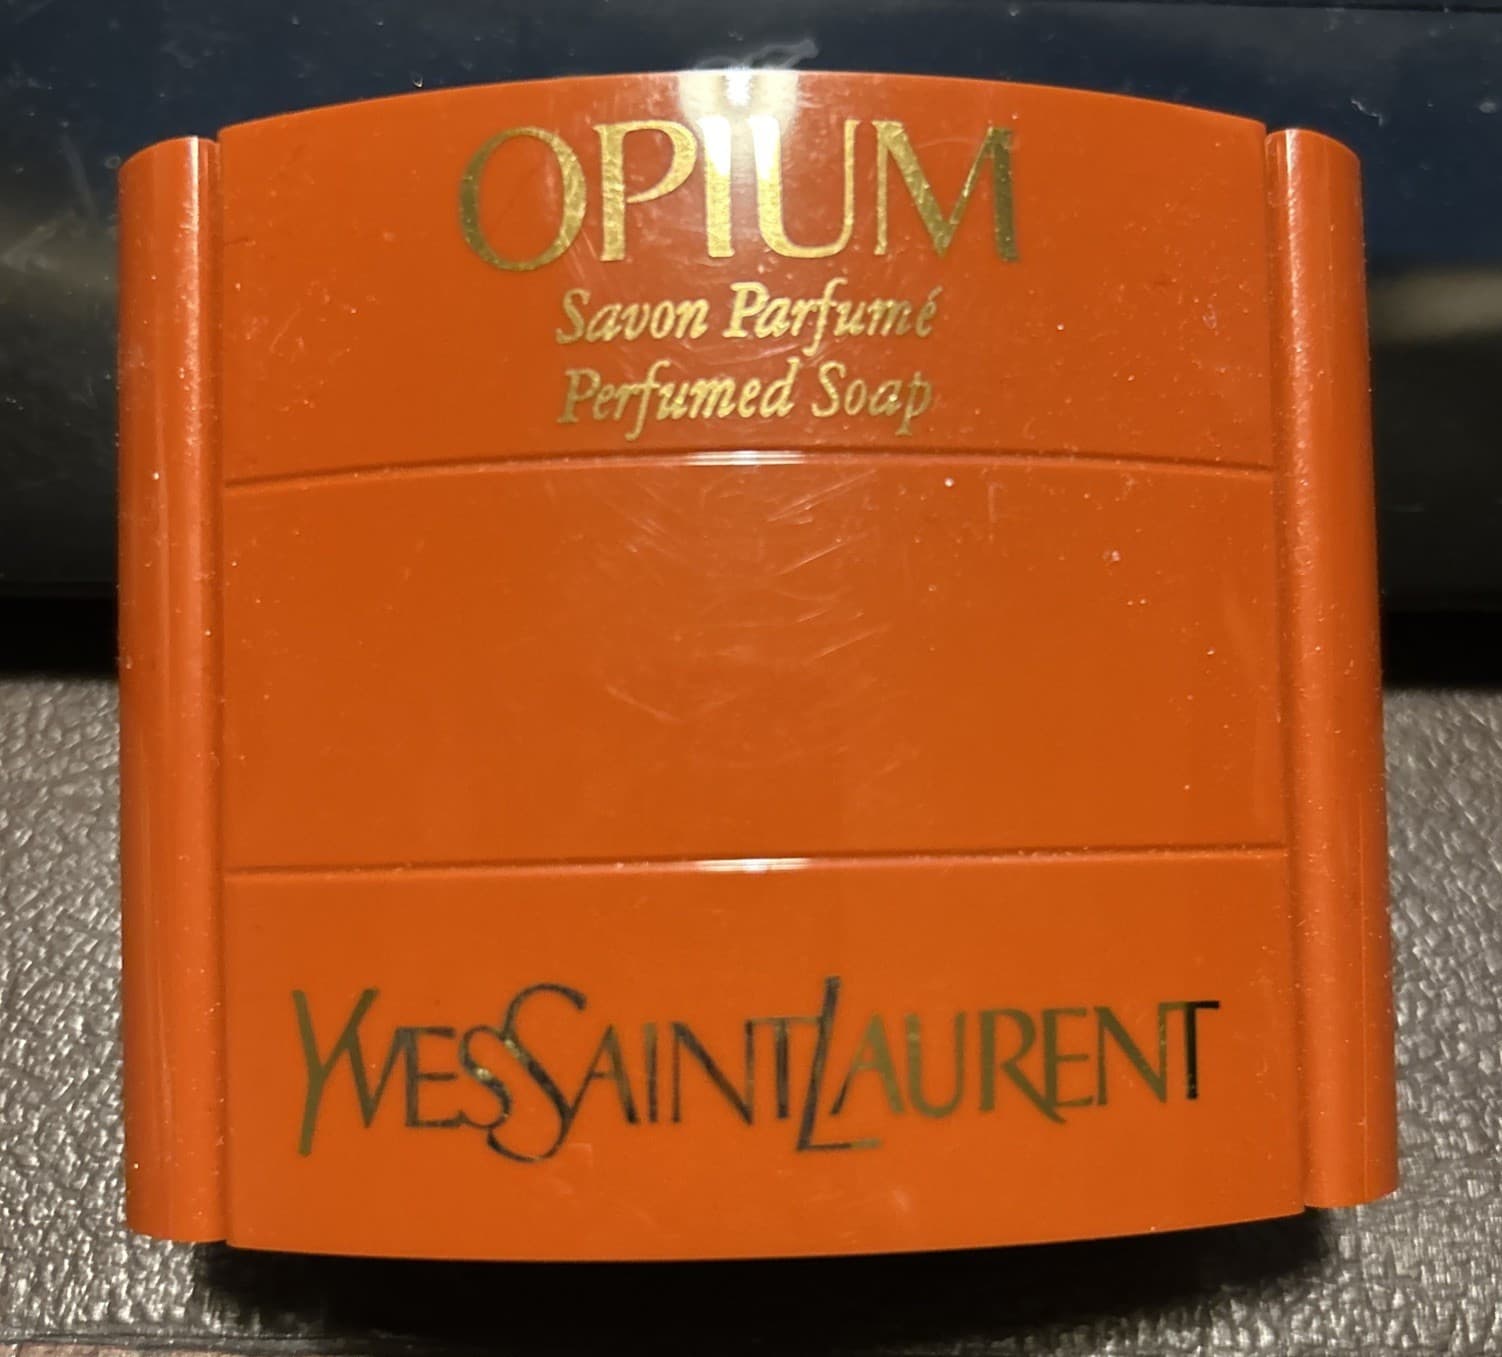 OPIUM
Savon Parfumé
Perfumed Soap
YVESSAINTLAURENT